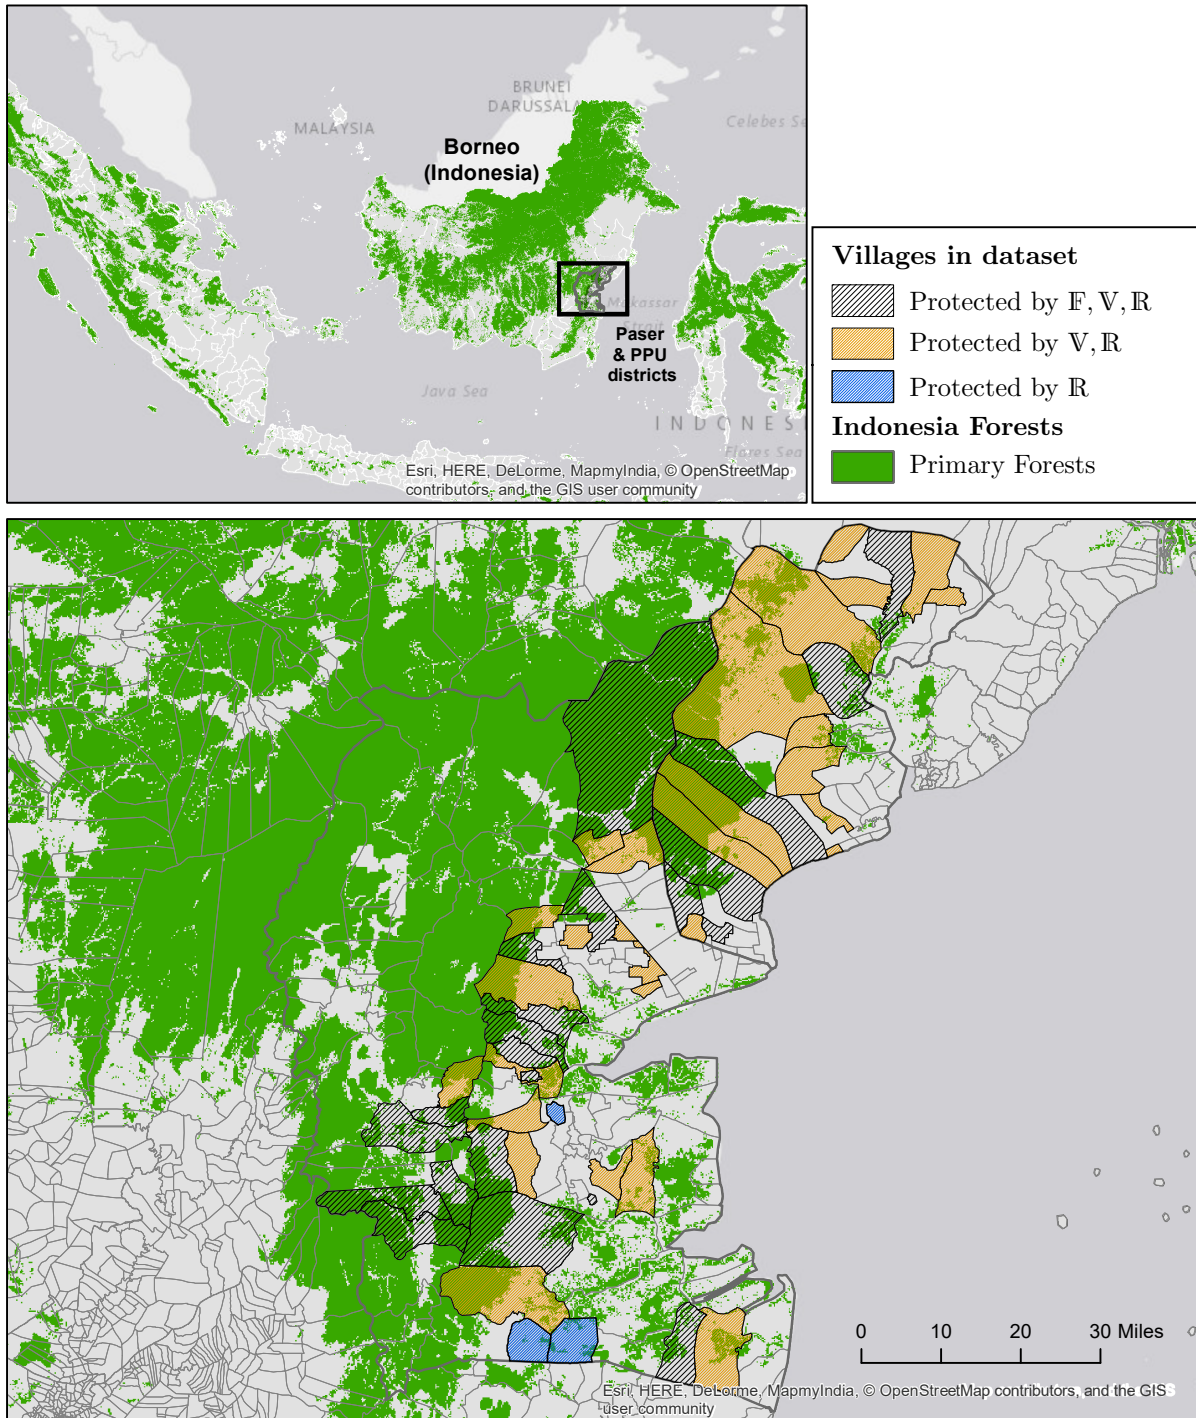 BRUNEI
DARUSSALA
MALAYSIA
Celebes Se
Borneo
(Indonesia)
Makassar
Strait
Paser
& PPU
districts
Java Sea
INDONES
Flores Sea
Esri, HERE, DeLorme, MapmyIndia, © OpenStreetMap
contributors, and the GIS user community
Villages in dataset
Protected by 𝔽, 𝕍, ℝ
Protected by 𝕍, ℝ
Protected by ℝ
Indonesia Forests
Primary Forests
0 10 20 30 Miles
Esri, HERE, DeLorme, MapmyIndia, © OpenStreetMap contributors, and the GIS
user community